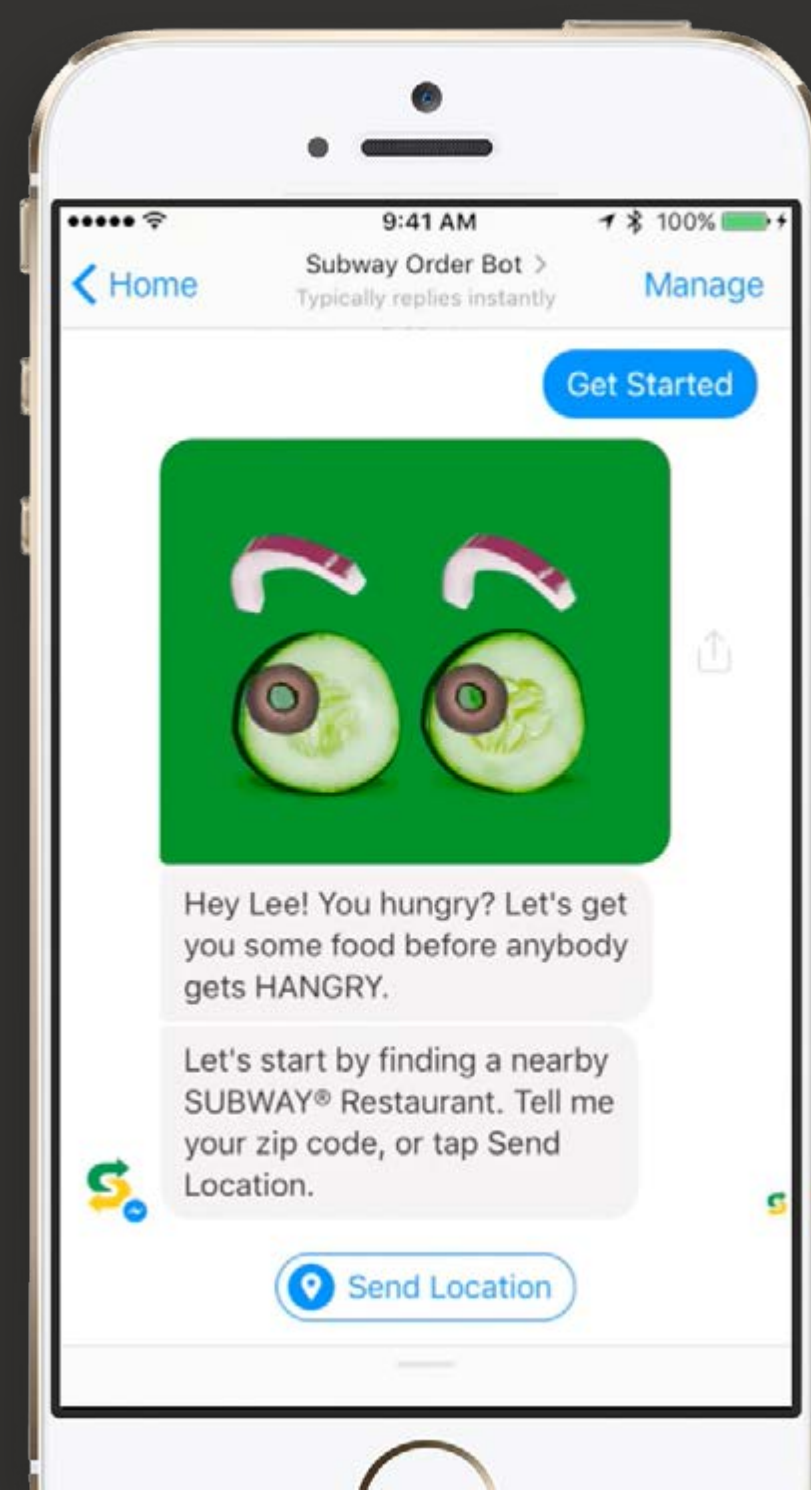 9:41 AM
100%
Home
Subway Order Bot >
Typically replies instantly
Manage
Get Started
Hey Lee! You hungry? Let's get
you some food before anybody
gets HANGRY.
Let's start by finding a nearby
SUBWAY® Restaurant. Tell me
your zip code, or tap Send
Location.
Send Location